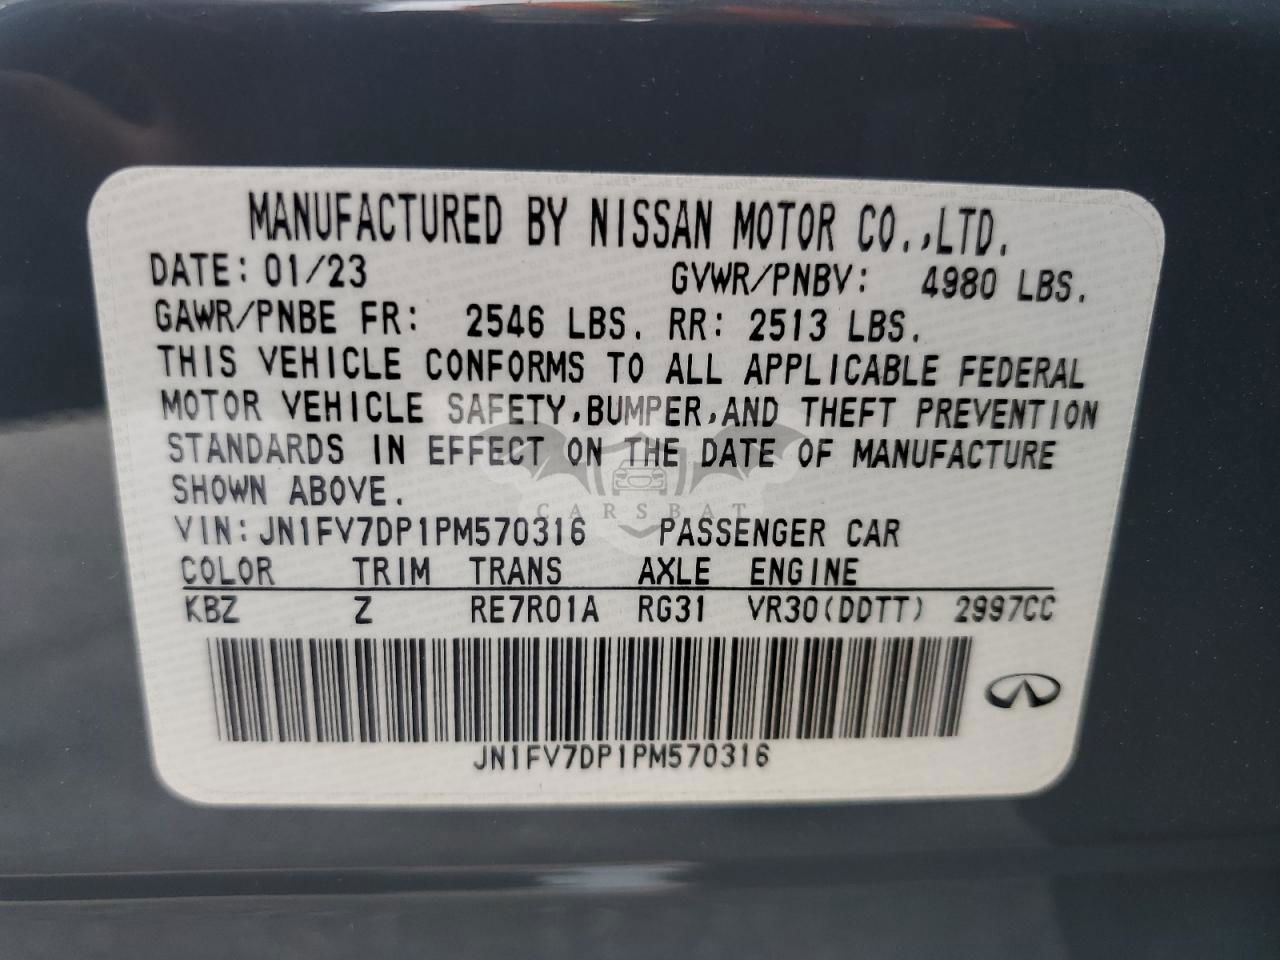 MANUFACTURED BY NISSAN MOTOR CO.,LTD.
DATE: 01/23 GVWR/PNBV: 4980 LBS.
GAWR/PNBE FR: 2546 LBS. RR: 2513 LBS.
THIS VEHICLE CONFORMS TO ALL APPLICABLE FEDERAL
MOTOR VEHICLE SAFETY,BUMPER,AND THEFT PREVENTION
STANDARDS IN EFFECT ON THE DATE OF MANUFACTURE
SHOWN ABOVE.
CARSBAT
VIN: JN1FV7DP1PM570316 PASSENGER CAR
COLOR TRIM TRANS AXLE ENGINE
KBZ Z RE7R01A RG31 VR30(DDTT) 2997CC
JN1FV7DP1PM570316